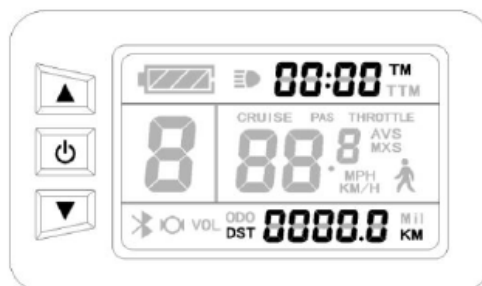 00:00 TM
TTM
CRUISE PAS THROTTLE
8 88.8 AVS
MXS
MPH
KM/H
VOL ODO 0000.0 Mil
DST KM